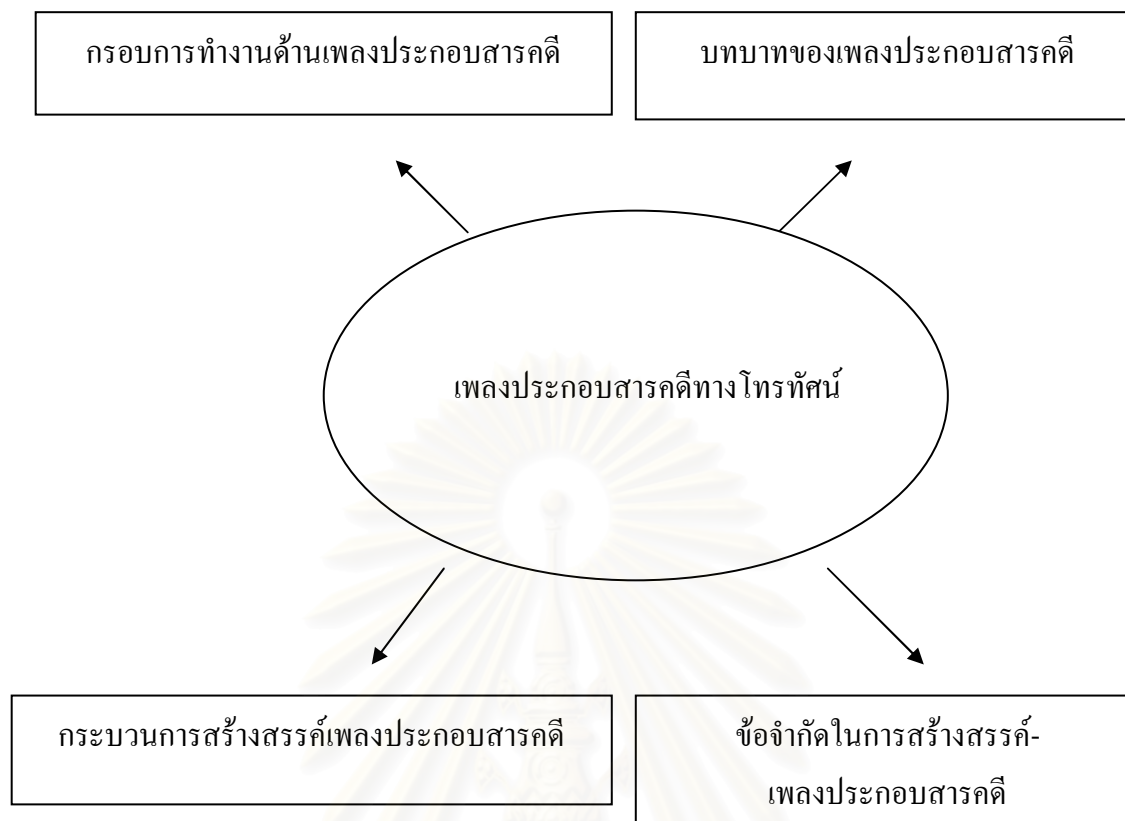 กรอบการทำงานด้านเพลงประกอบสารคดี
บทบาทของเพลงประกอบสารคดี
เพลงประกอบสารคดีทางโทรทัศน์
กระบวนการสร้างสรรค์เพลงประกอบสารคดี
ข้อจำกัดในการสร้างสรรค์-
เพลงประกอบสารคดี